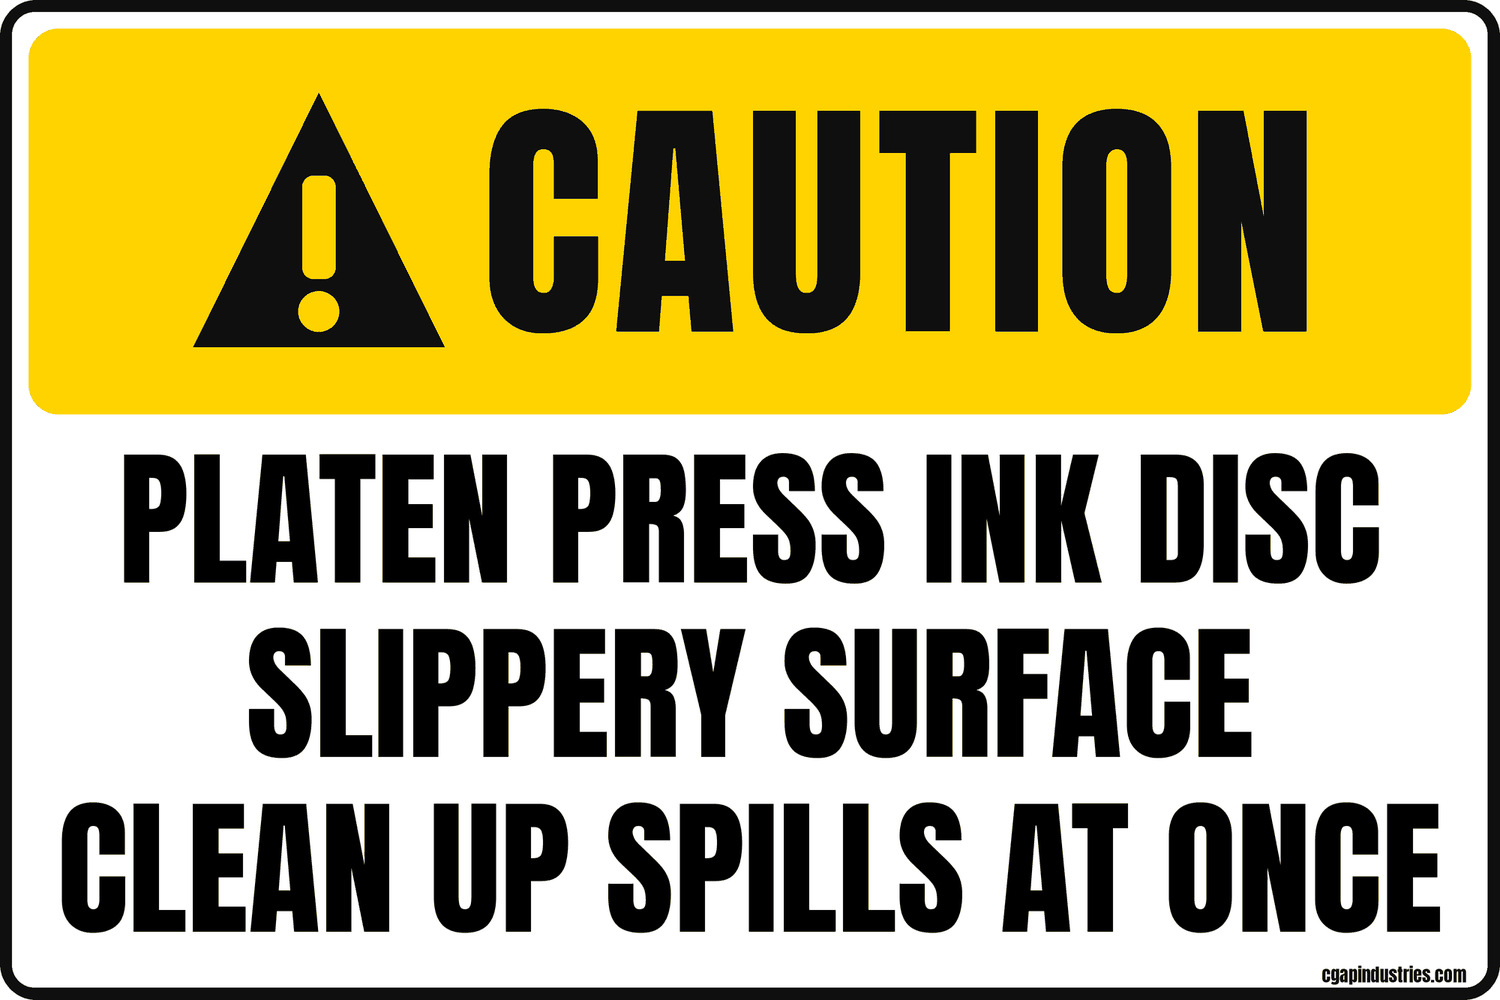 CAUTION
PLATEN PRESS INK DISC
SLIPPERY SURFACE
CLEAN UP SPILLS AT ONCE
cgapindustries.com